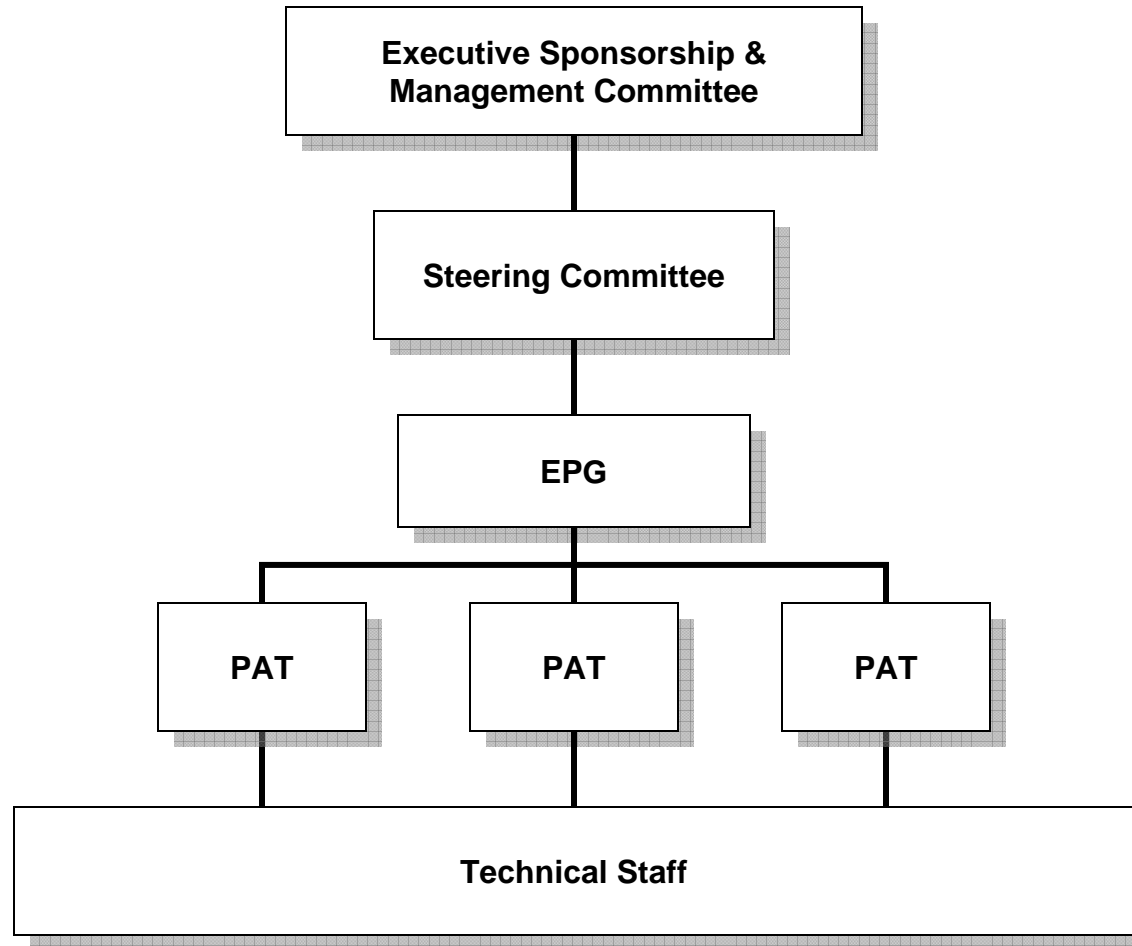 Executive Sponsorship &
Management Committee
Steering Committee
EPG
PAT
PAT
PAT
Technical Staff